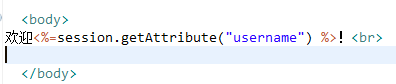 <body>
欢迎<%=session.getAttribute("username") %>! <br>
</body>